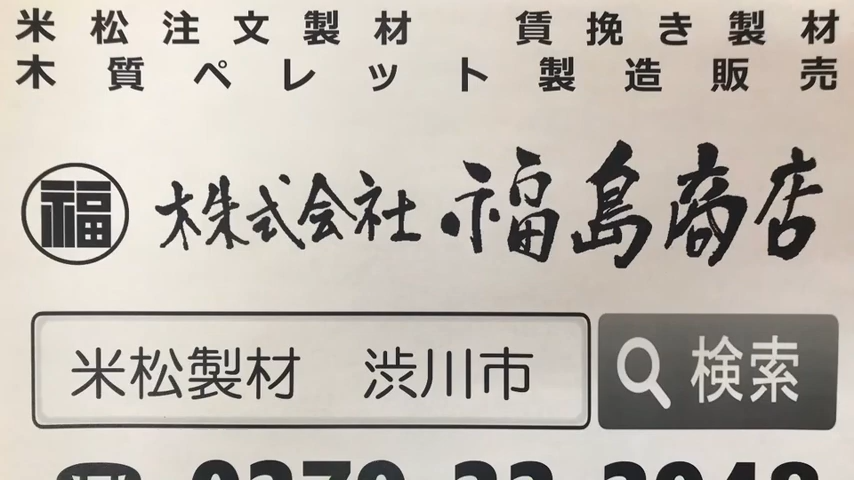 米松注文製材 賃挽き製材
木質ペレット製造販売
福 株式会社 福島商店
米松製材 渋川市 検索